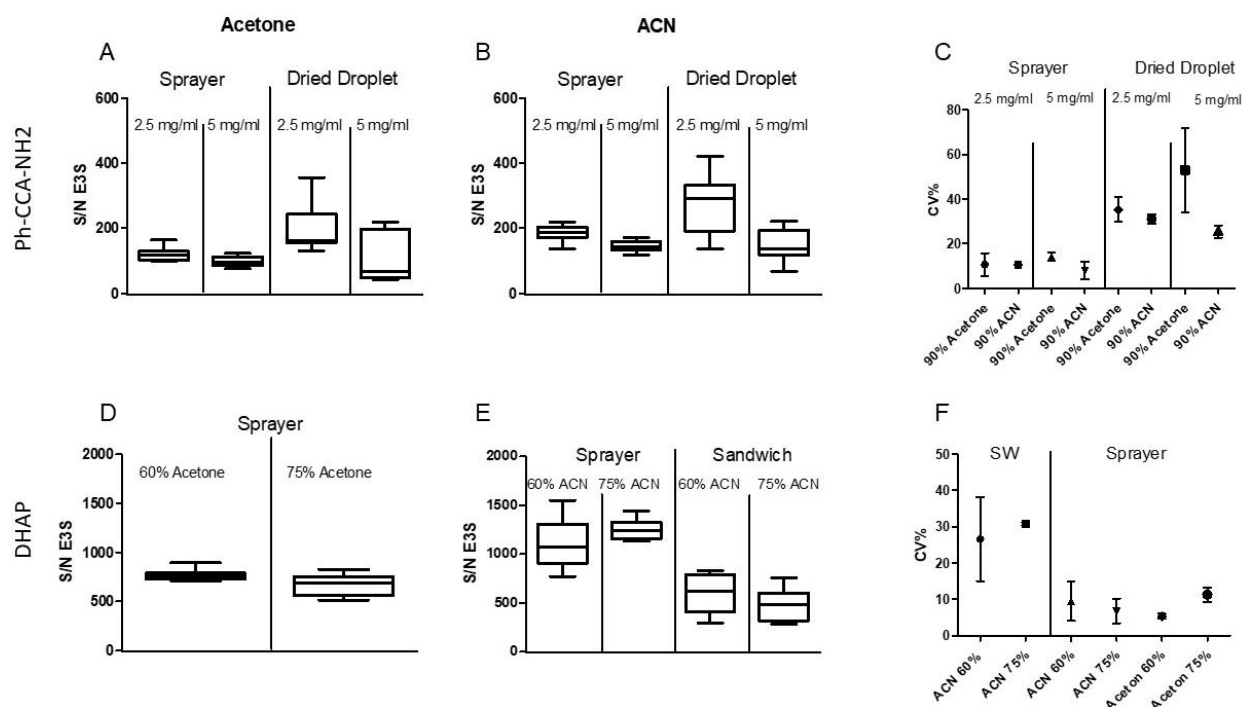 Acetone
ACN
A
B
C
Sprayer
Dried Droplet
Sprayer
Dried Droplet
Sprayer
Dried Droplet
2.5 mg/ml
5 mg/ml
2.5 mg/ml
5 mg/ml
2.5 mg/ml
5 mg/ml
2.5 mg/ml
5 mg/ml
2.5 mg/ml
5 mg/ml
2.5 mg/ml
5 mg/ml
Ph-CCA-NH2
S/N E3S
600
400
200
0
S/N E3S
600
400
200
0
CV%
80
60
40
20
0
90% Acetone
90% ACN
90% Acetone
90% ACN
90% Acetone
90% ACN
90% Acetone
90% ACN
D
E
F
Sprayer
Sprayer
Sandwich
SW
Sprayer
60% Acetone
75% Acetone
60% ACN
75% ACN
60% ACN
75% ACN
DHAP
S/N E3S
2000
1500
1000
500
0
S/N E3S
2000
1500
1000
500
0
CV%
50
40
30
20
10
0
ACN 60%
ACN 75%
ACN 60%
ACN 75%
Aceton 60%
Aceton 75%